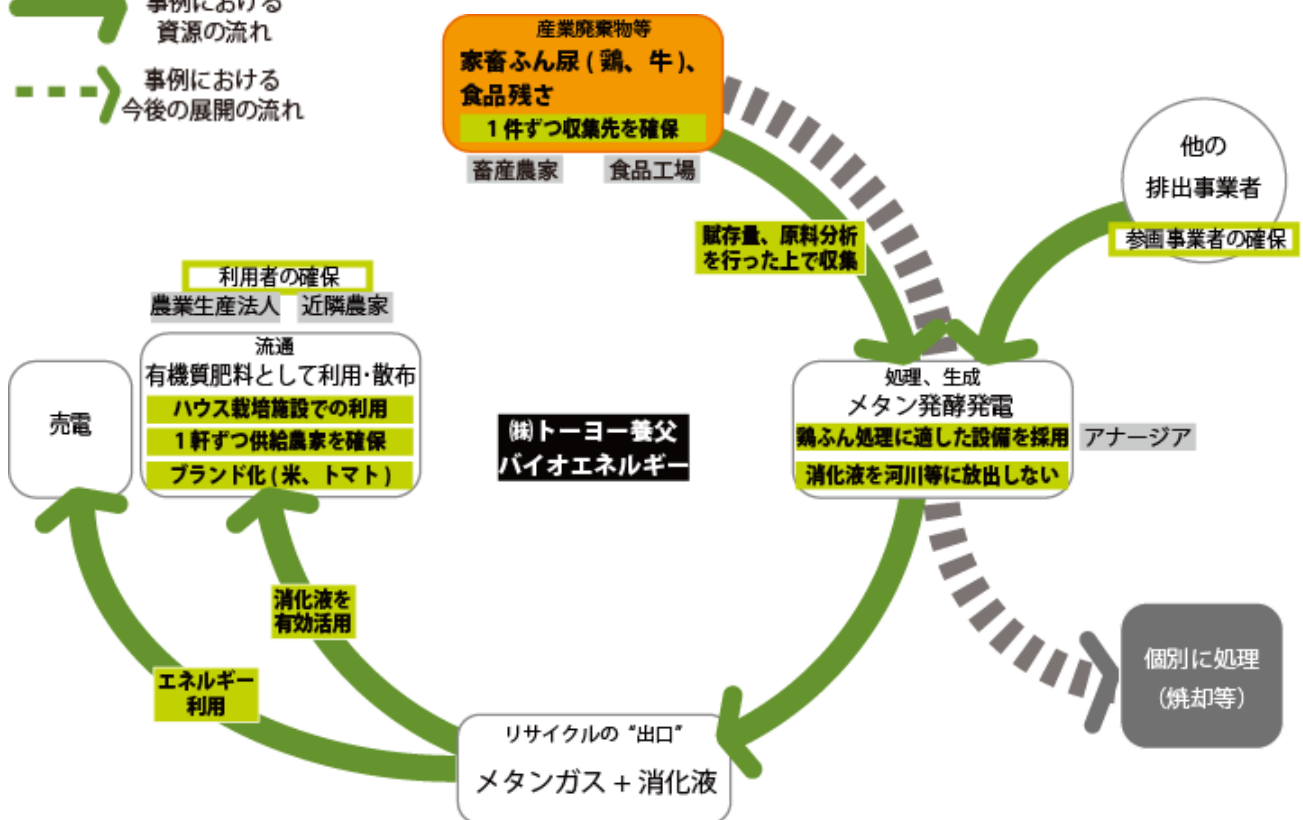 事例における
資源の流れ
事例における
今後の展開の流れ
産業廃棄物等
家畜ふん尿(鶏、牛)、
食品残さ
1件ずつ収集先を確保
畜産農家 食品工場
他の
排出事業者
参画事業者の確保
賦存量、原料分析
を行った上で収集
利用者の確保
農業生産法人 近隣農家
流通
有機質肥料として利用・散布
ハウス栽培施設での利用
1軒ずつ供給農家を確保
ブランド化(米、トマト)
売電
㈱トーヨー養父
バイオエネルギー
処理、生成
メタン発酵発電
鶏ふん処理に適した設備を採用
消化液を河川等に放出しない
アナージア
消化液を
有効活用
エネルギー
利用
個別に処理
(焼却等)
リサイクルの“出口”
メタンガス+消化液